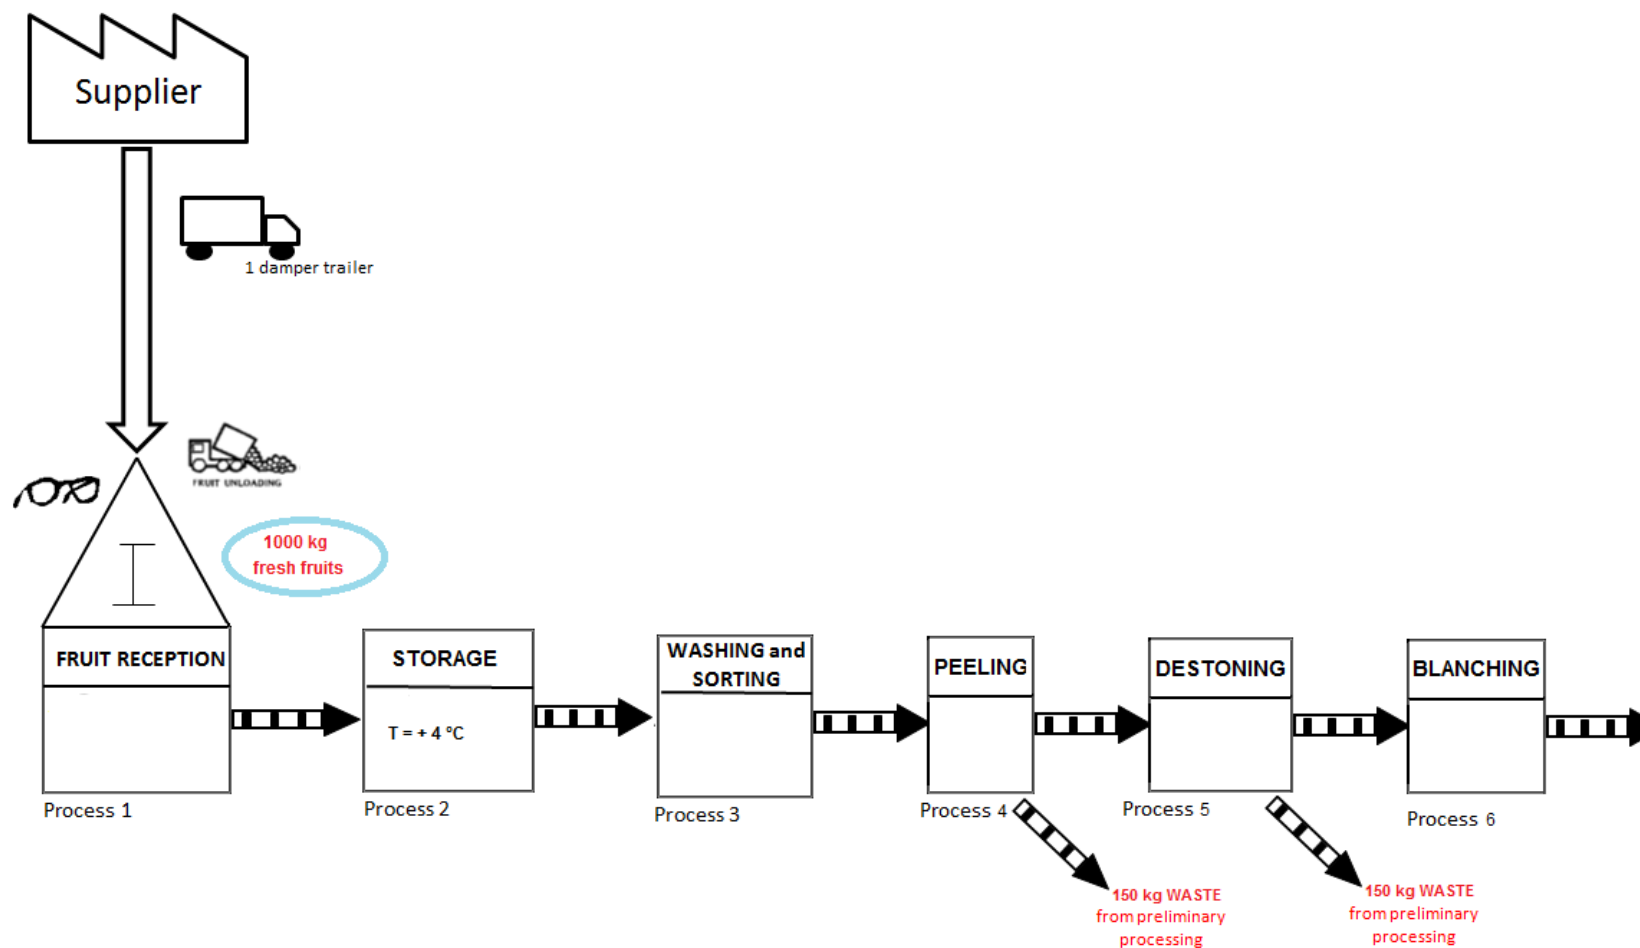 Supplier
1 damper trailer
FRUIT UNLOADING
1000 kg
fresh fruits
I
FRUIT RECEPTION
Process 1
STORAGE
T = + 4 °C
Process 2
WASHING and
SORTING
Process 3
PEELING
Process 4
150 kg WASTE
from preliminary
processing
DESTONING
Process 5
150 kg WASTE
from preliminary
processing
BLANCHING
Process 6